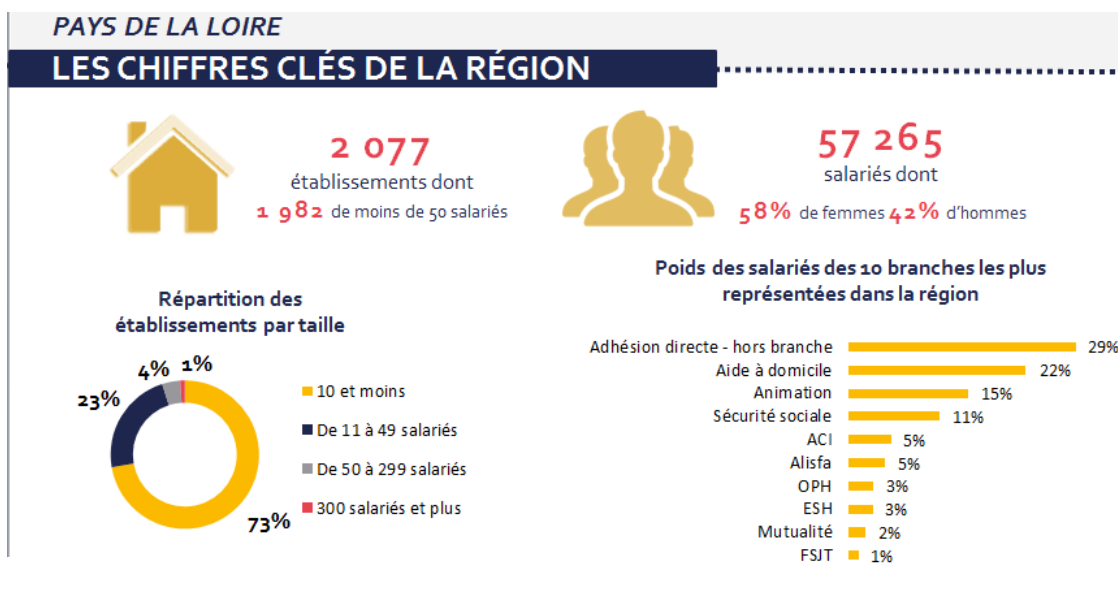 PAYS DE LA LOIRE
LES CHIFFRES CLÉS DE LA RÉGION
2 077
établissements dont
1 982 de moins de 50 salariés
57 265
salariés dont
58% de femmes 42% d'hommes
Répartition des
établissements par taille
4% 1%
23%
73%
10 et moins
De 11 à 49 salariés
De 50 à 299 salariés
300 salariés et plus
Poids des salariés des 10 branches les plus
représentées dans la région
Adhésion directe - hors branche 29%
Aide à domicile 22%
Animation 15%
Sécurité sociale 11%
ACI 5%
Alisfa 5%
OPH 3%
ESH 3%
Mutualité 2%
FSJT 1%